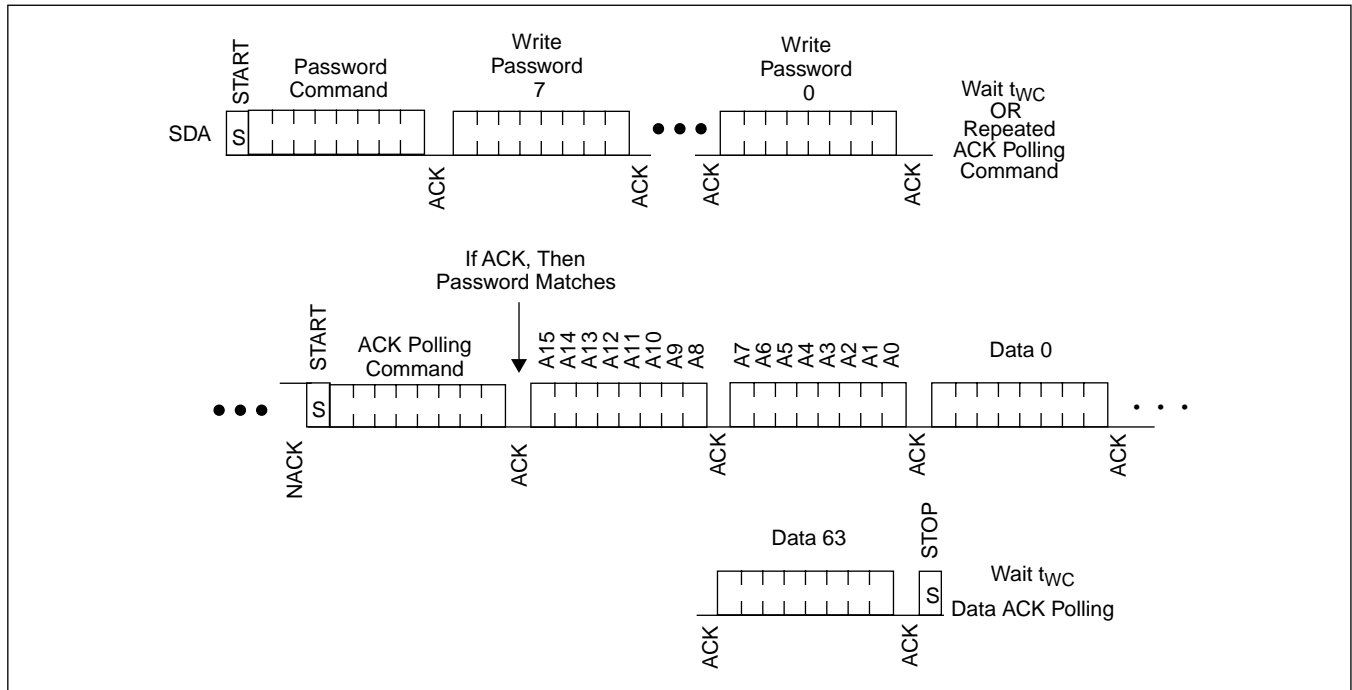 START
Password
Command
Write
Password
7
Write
Password
0
Wait tWC
OR
Repeated
ACK Polling
Command
SDA
S
ACK
ACK
ACK
ACK
If ACK, Then
Password Matches
START
ACK Polling
Command
A15
A14
A13
A12
A11
A10
A9
A8
A7
A6
A5
A4
A3
A2
A1
A0
Data 0
S
NACK
ACK
ACK
ACK
ACK
Data 63
STOP
Wait tWC
Data ACK Polling
S
ACK
ACK